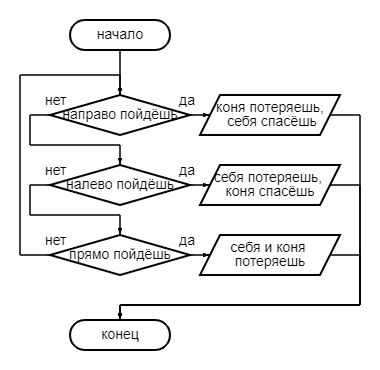 начало
нет
да
направо пойдёшь
коня потеряешь,
себя спасёшь
нет
да
налево пойдёшь
себя потеряешь,
коня спасёшь
нет
да
прямо пойдёшь
себя и коня
потеряешь
конец